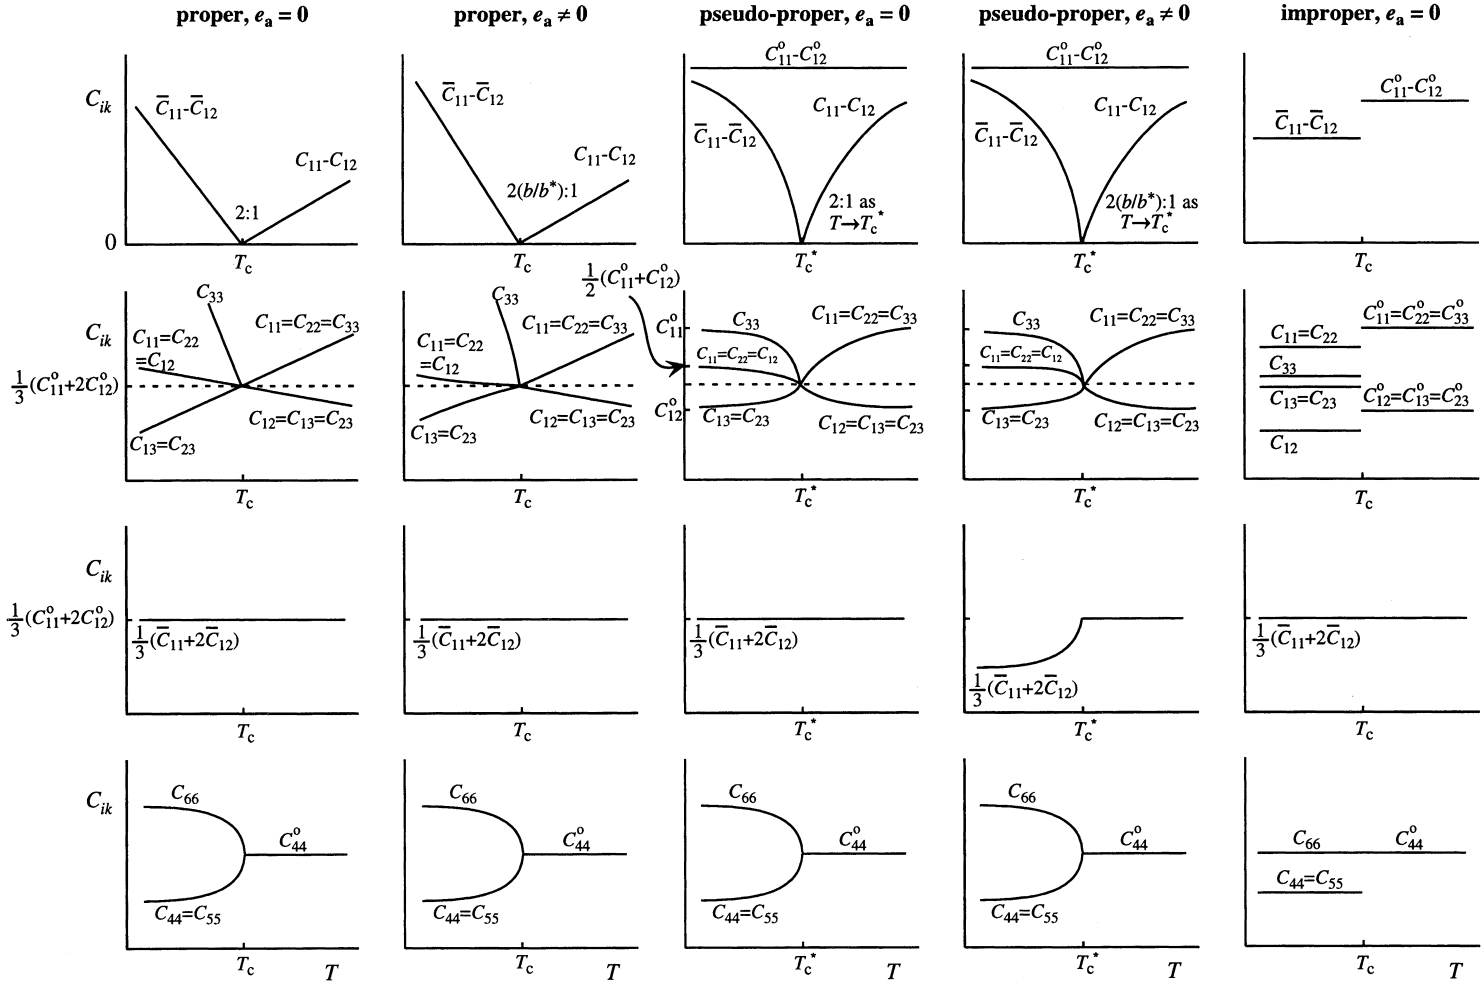 proper, eₐ = 0
proper, eₐ ≠ 0
pseudo-proper, eₐ = 0
pseudo-proper, eₐ ≠ 0
improper, eₐ = 0
C_ik
C̅₁₁-C̅₁₂
C₁₁-C₁₂
2:1
0
T_c
C̅₁₁-C̅₁₂
C₁₁-C₁₂
2(b/b*):1
T_c
C°₁₁-C°₁₂
C̅₁₁-C̅₁₂
C₁₁-C₁₂
2:1 as
T→T_c*
T_c*
C°₁₁-C°₁₂
C̅₁₁-C̅₁₂
C₁₁-C₁₂
2(b/b*):1 as
T→T_c*
T_c*
C°₁₁-C°₁₂
C̅₁₁-C̅₁₂
T_c
C_ik
1/3(C°₁₁+2C°₁₂)
C₃₃
C₁₁=C₂₂
=C₁₂
C₁₁=C₂₂=C₃₃
C₁₂=C₁₃=C₂₃
C₁₃=C₂₃
T_c
C₃₃
C₁₁=C₂₂
=C₁₂
C₁₁=C₂₂=C₃₃
C₁₂=C₁₃=C₂₃
C₁₃=C₂₃
T_c
1/2(C°₁₁+C°₁₂)
C°₁₁
C°₁₂
C₃₃
C₁₁=C₂₂=C₃₃
C₁₁=C₂₂=C₁₂
C₁₃=C₂₃
C₁₂=C₁₃=C₂₃
T_c*
C₃₃
C₁₁=C₂₂=C₃₃
C₁₁=C₂₂=C₁₂
C₁₃=C₂₃
C₁₂=C₁₃=C₂₃
T_c*
C°₁₁=C°₂₂=C°₃₃
C₁₁=C₂₂
C₃₃
C₁₃=C₂₃
C°₁₂=C°₁₃=C°₂₃
C₁₂
T_c
C_ik
1/3(C°₁₁+2C°₁₂)
1/3(C̅₁₁+2C̅₁₂)
T_c
1/3(C̅₁₁+2C̅₁₂)
T_c
1/3(C̅₁₁+2C̅₁₂)
T_c*
1/3(C̅₁₁+2C̅₁₂)
T_c*
1/3(C̅₁₁+2C̅₁₂)
T_c
C_ik
C₆₆
C°₄₄
C₄₄=C₅₅
T_c
T
C₆₆
C°₄₄
C₄₄=C₅₅
T_c
T
C₆₆
C°₄₄
C₄₄=C₅₅
T_c*
T
C₆₆
C°₄₄
C₄₄=C₅₅
T_c*
T
C₆₆
C°₄₄
C₄₄=C₅₅
T_c
T